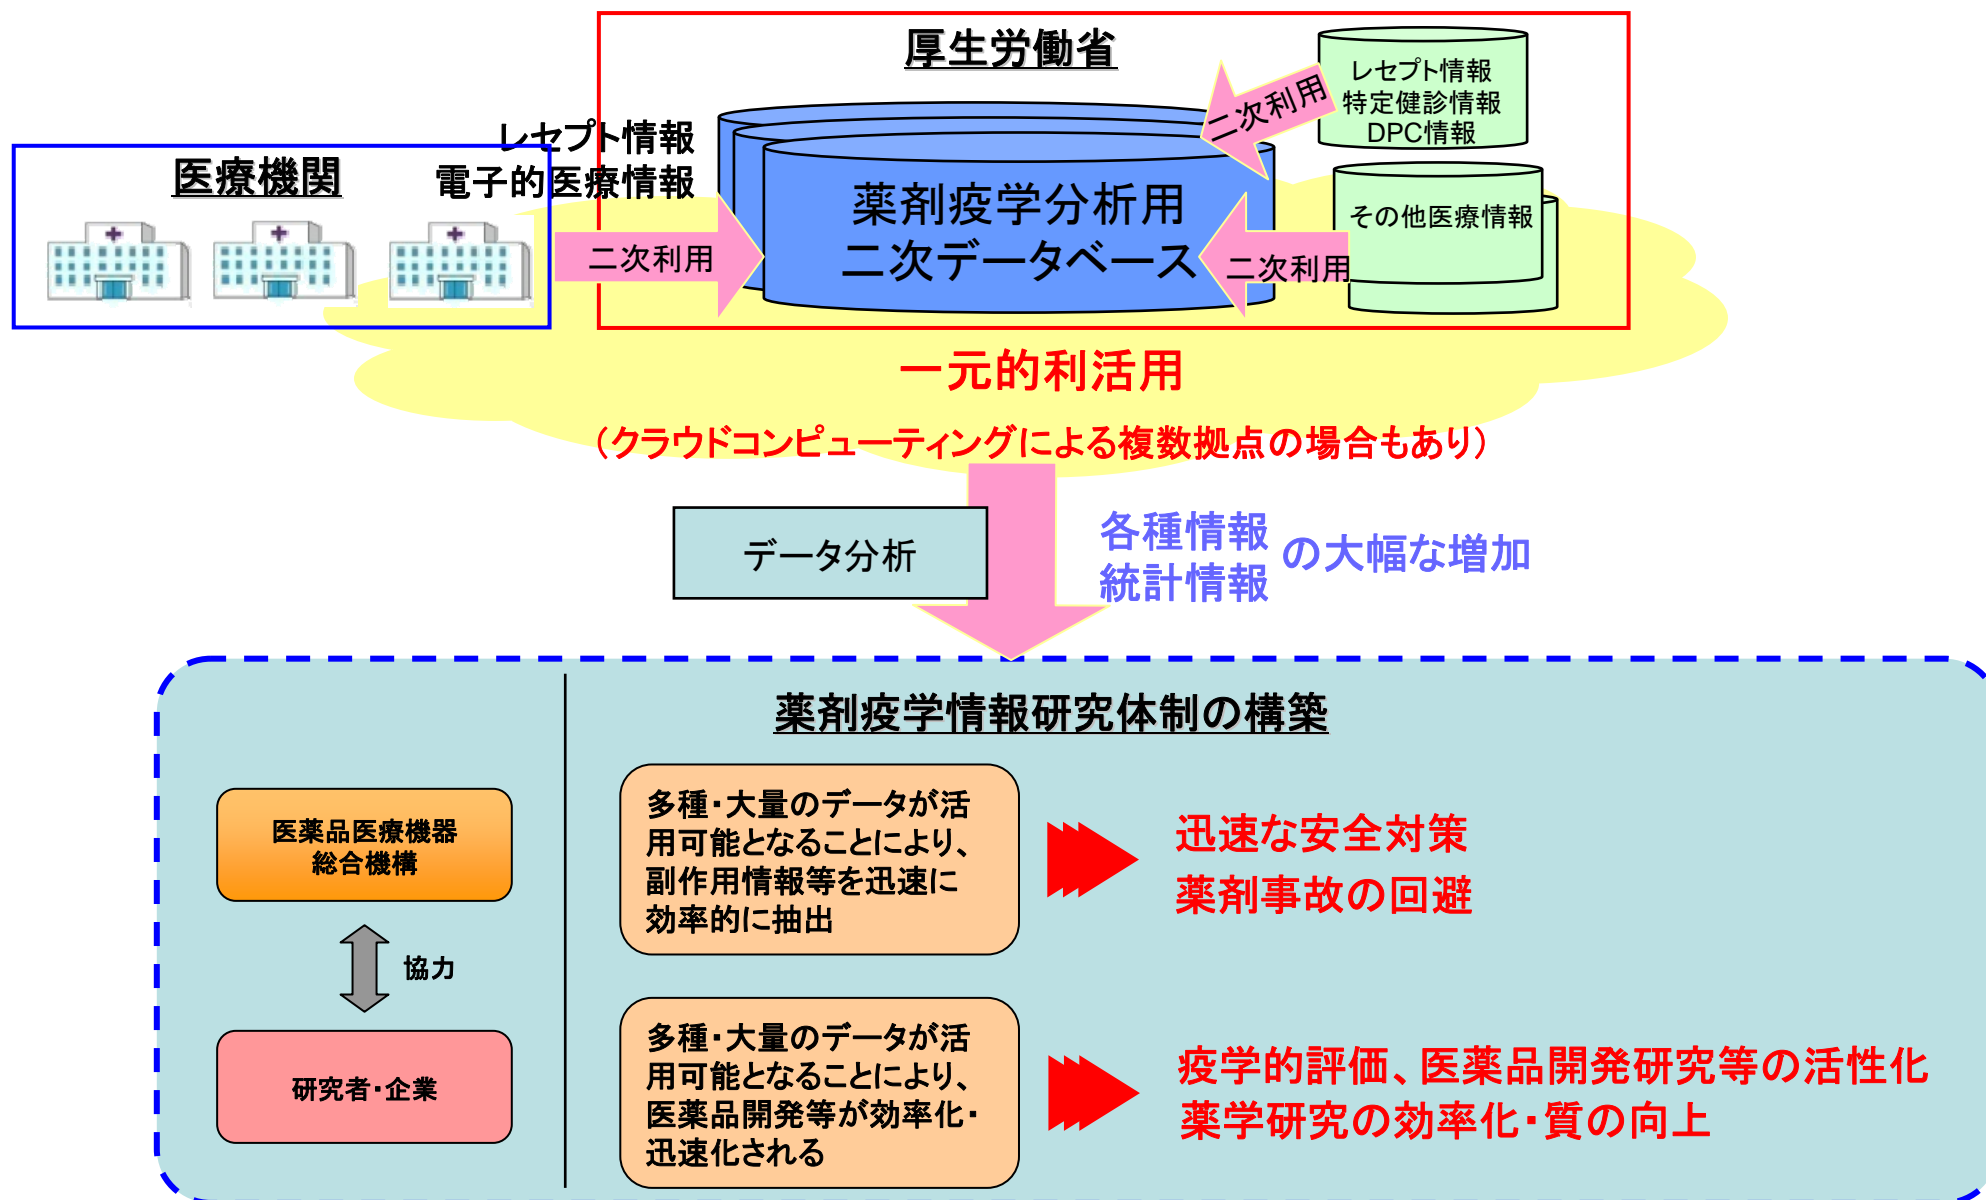 厚生労働省
レセプト情報
特定健診情報
DPC情報
二次利用
レセプト情報
電子的医療情報
医療機関
薬剤疫学分析用
二次データベース
その他医療情報
二次利用
二次利用
一元的利活用
（クラウドコンピューティングによる複数拠点の場合もあり）
データ分析
各種情報
統計情報
の大幅な増加
薬剤疫学情報研究体制の構築
医薬品医療機器
総合機構
協力
研究者・企業
多種・大量のデータが活
用可能となることにより、
副作用情報等を迅速に
効率的に抽出
迅速な安全対策
薬剤事故の回避
多種・大量のデータが活
用可能となることにより、
医薬品開発等が効率化・
迅速化される
疫学的評価、医薬品開発研究等の活性化
薬学研究の効率化・質の向上